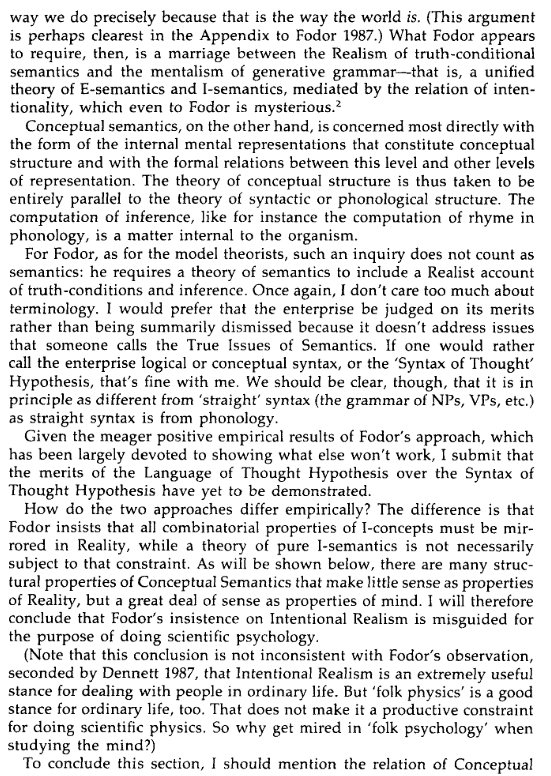 way we do precisely because that is the way the world is. (This argument
is perhaps clearest in the Appendix to Fodor 1987.) What Fodor appears
to require, then, is a marriage between the Realism of truth-conditional
semantics and the mentalism of generative grammar—that is, a unified
theory of E-semantics and I-semantics, mediated by the relation of inten-
tionality, which even to Fodor is mysterious.²
Conceptual semantics, on the other hand, is concerned most directly with
the form of the internal mental representations that constitute conceptual
structure and with the formal relations between this level and other levels
of representation. The theory of conceptual structure is thus taken to be
entirely parallel to the theory of syntactic or phonological structure. The
computation of inference, like for instance the computation of rhyme in
phonology, is a matter internal to the organism.
For Fodor, as for the model theorists, such an inquiry does not count as
semantics: he requires a theory of semantics to include a Realist account
of truth-conditions and inference. Once again, I don't care too much about
terminology. I would prefer that the enterprise be judged on its merits
rather than being summarily dismissed because it doesn't address issues
that someone calls the True Issues of Semantics. If one would rather
call the enterprise logical or conceptual syntax, or the 'Syntax of Thought'
Hypothesis, that's fine with me. We should be clear, though, that it is in
principle as different from 'straight' syntax (the grammar of NPs, VPs, etc.)
as straight syntax is from phonology.
Given the meager positive empirical results of Fodor's approach, which
has been largely devoted to showing what else won't work, I submit that
the merits of the Language of Thought Hypothesis over the Syntax of
Thought Hypothesis have yet to be demonstrated.
How do the two approaches differ empirically? The difference is that
Fodor insists that all combinatorial properties of I-concepts must be mir-
rored in Reality, while a theory of pure I-semantics is not necessarily
subject to that constraint. As will be shown below, there are many struc-
tural properties of Conceptual Semantics that make little sense as properties
of Reality, but a great deal of sense as properties of mind. I will therefore
conclude that Fodor's insistence on Intentional Realism is misguided for
the purpose of doing scientific psychology.
(Note that this conclusion is not inconsistent with Fodor's observation,
seconded by Dennett 1987, that Intentional Realism is an extremely useful
stance for dealing with people in ordinary life. But 'folk physics' is a good
stance for ordinary life, too. That does not make it a productive constraint
for doing scientific physics. So why get mired in 'folk psychology' when
studying the mind?)
To conclude this section, I should mention the relation of Conceptual